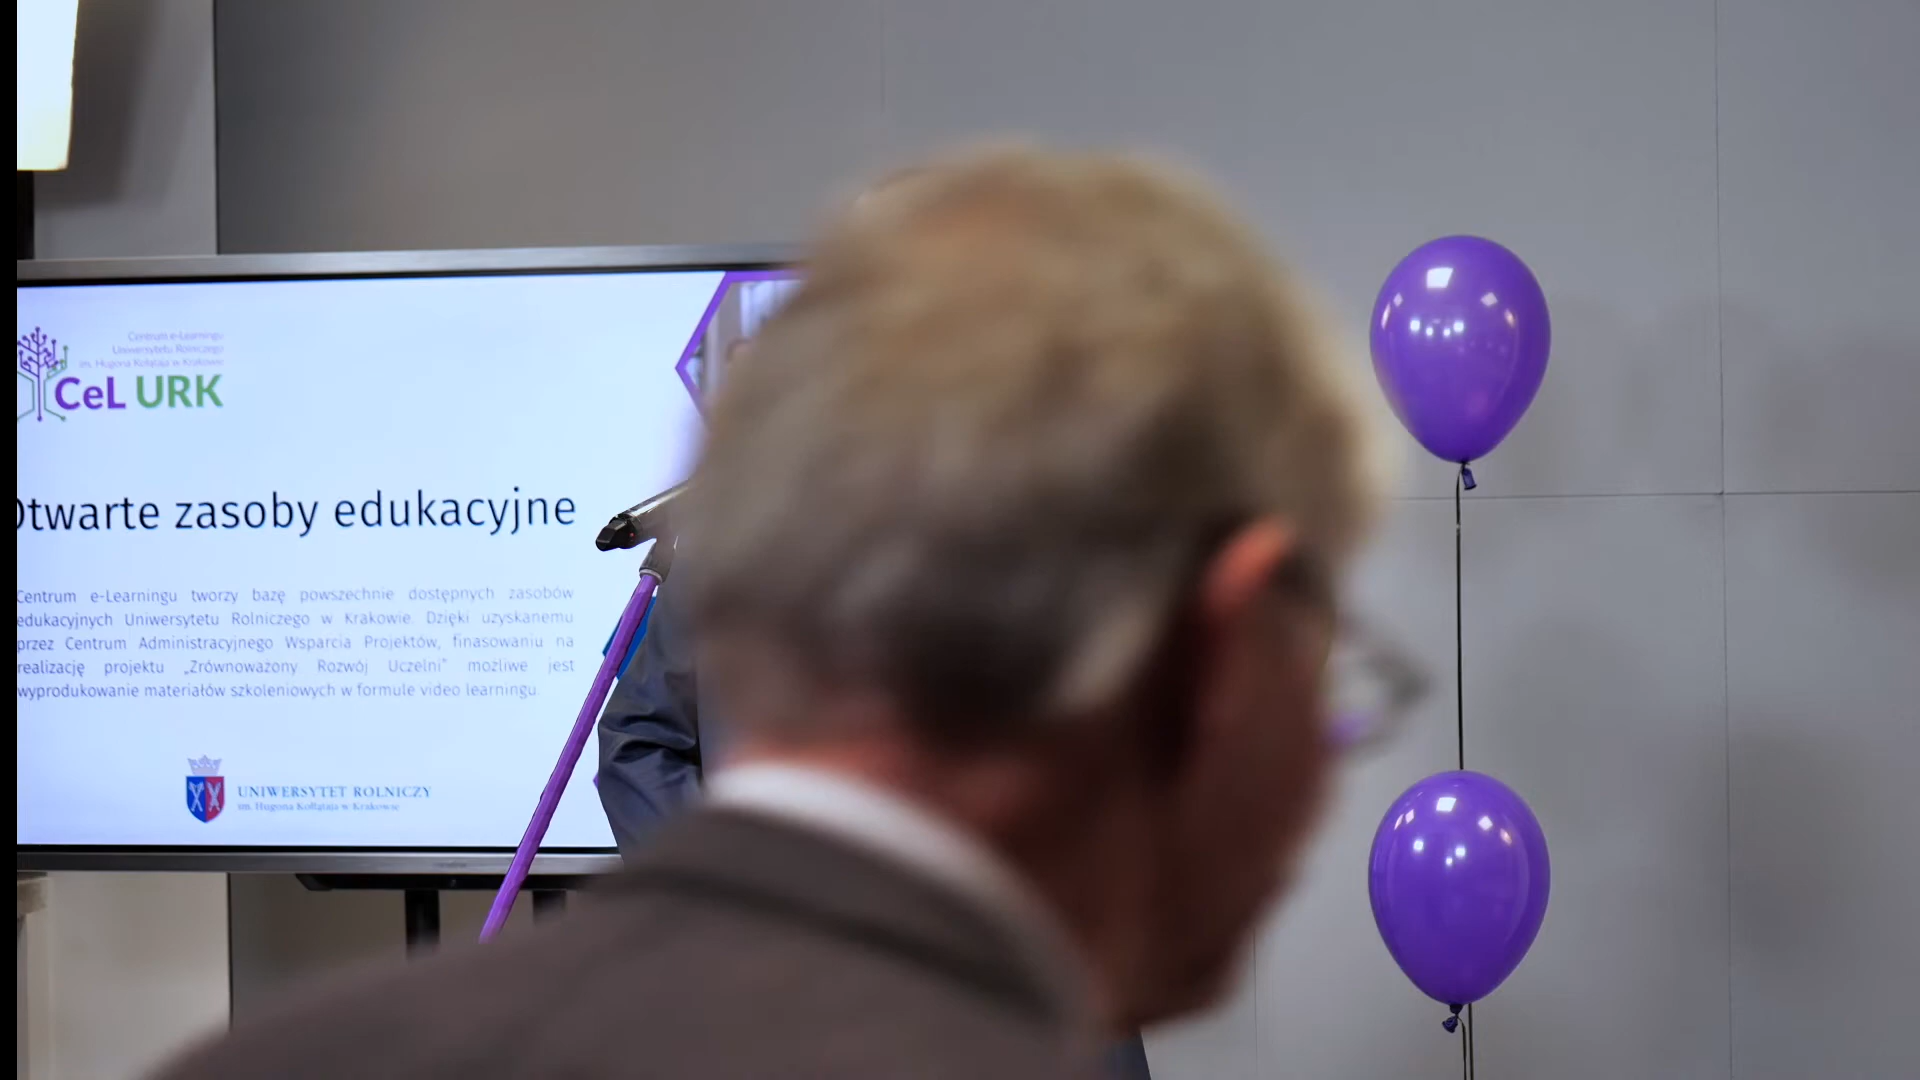 Centrum e-Learningu
Uniwersytetu Rolniczego
im. Hugona Kołłątaja w Krakowie
CeL URK
Otwarte zasoby edukacyjne
Centrum e-Learningu tworzy bazę powszechnie dostępnych zasobów
edukacyjnych Uniwersytetu Rolniczego w Krakowie. Dzięki uzyskanemu
przez Centrum Administracyjnego Wsparcia Projektów, finasowaniu na
realizację projektu „Zrównoważony Rozwój Uczelni” możliwe jest
wyprodukowanie materiałów szkoleniowych w formule video learningu.
UNIWERSYTET ROLNICZY
im. Hugona Kołłątaja w Krakowie